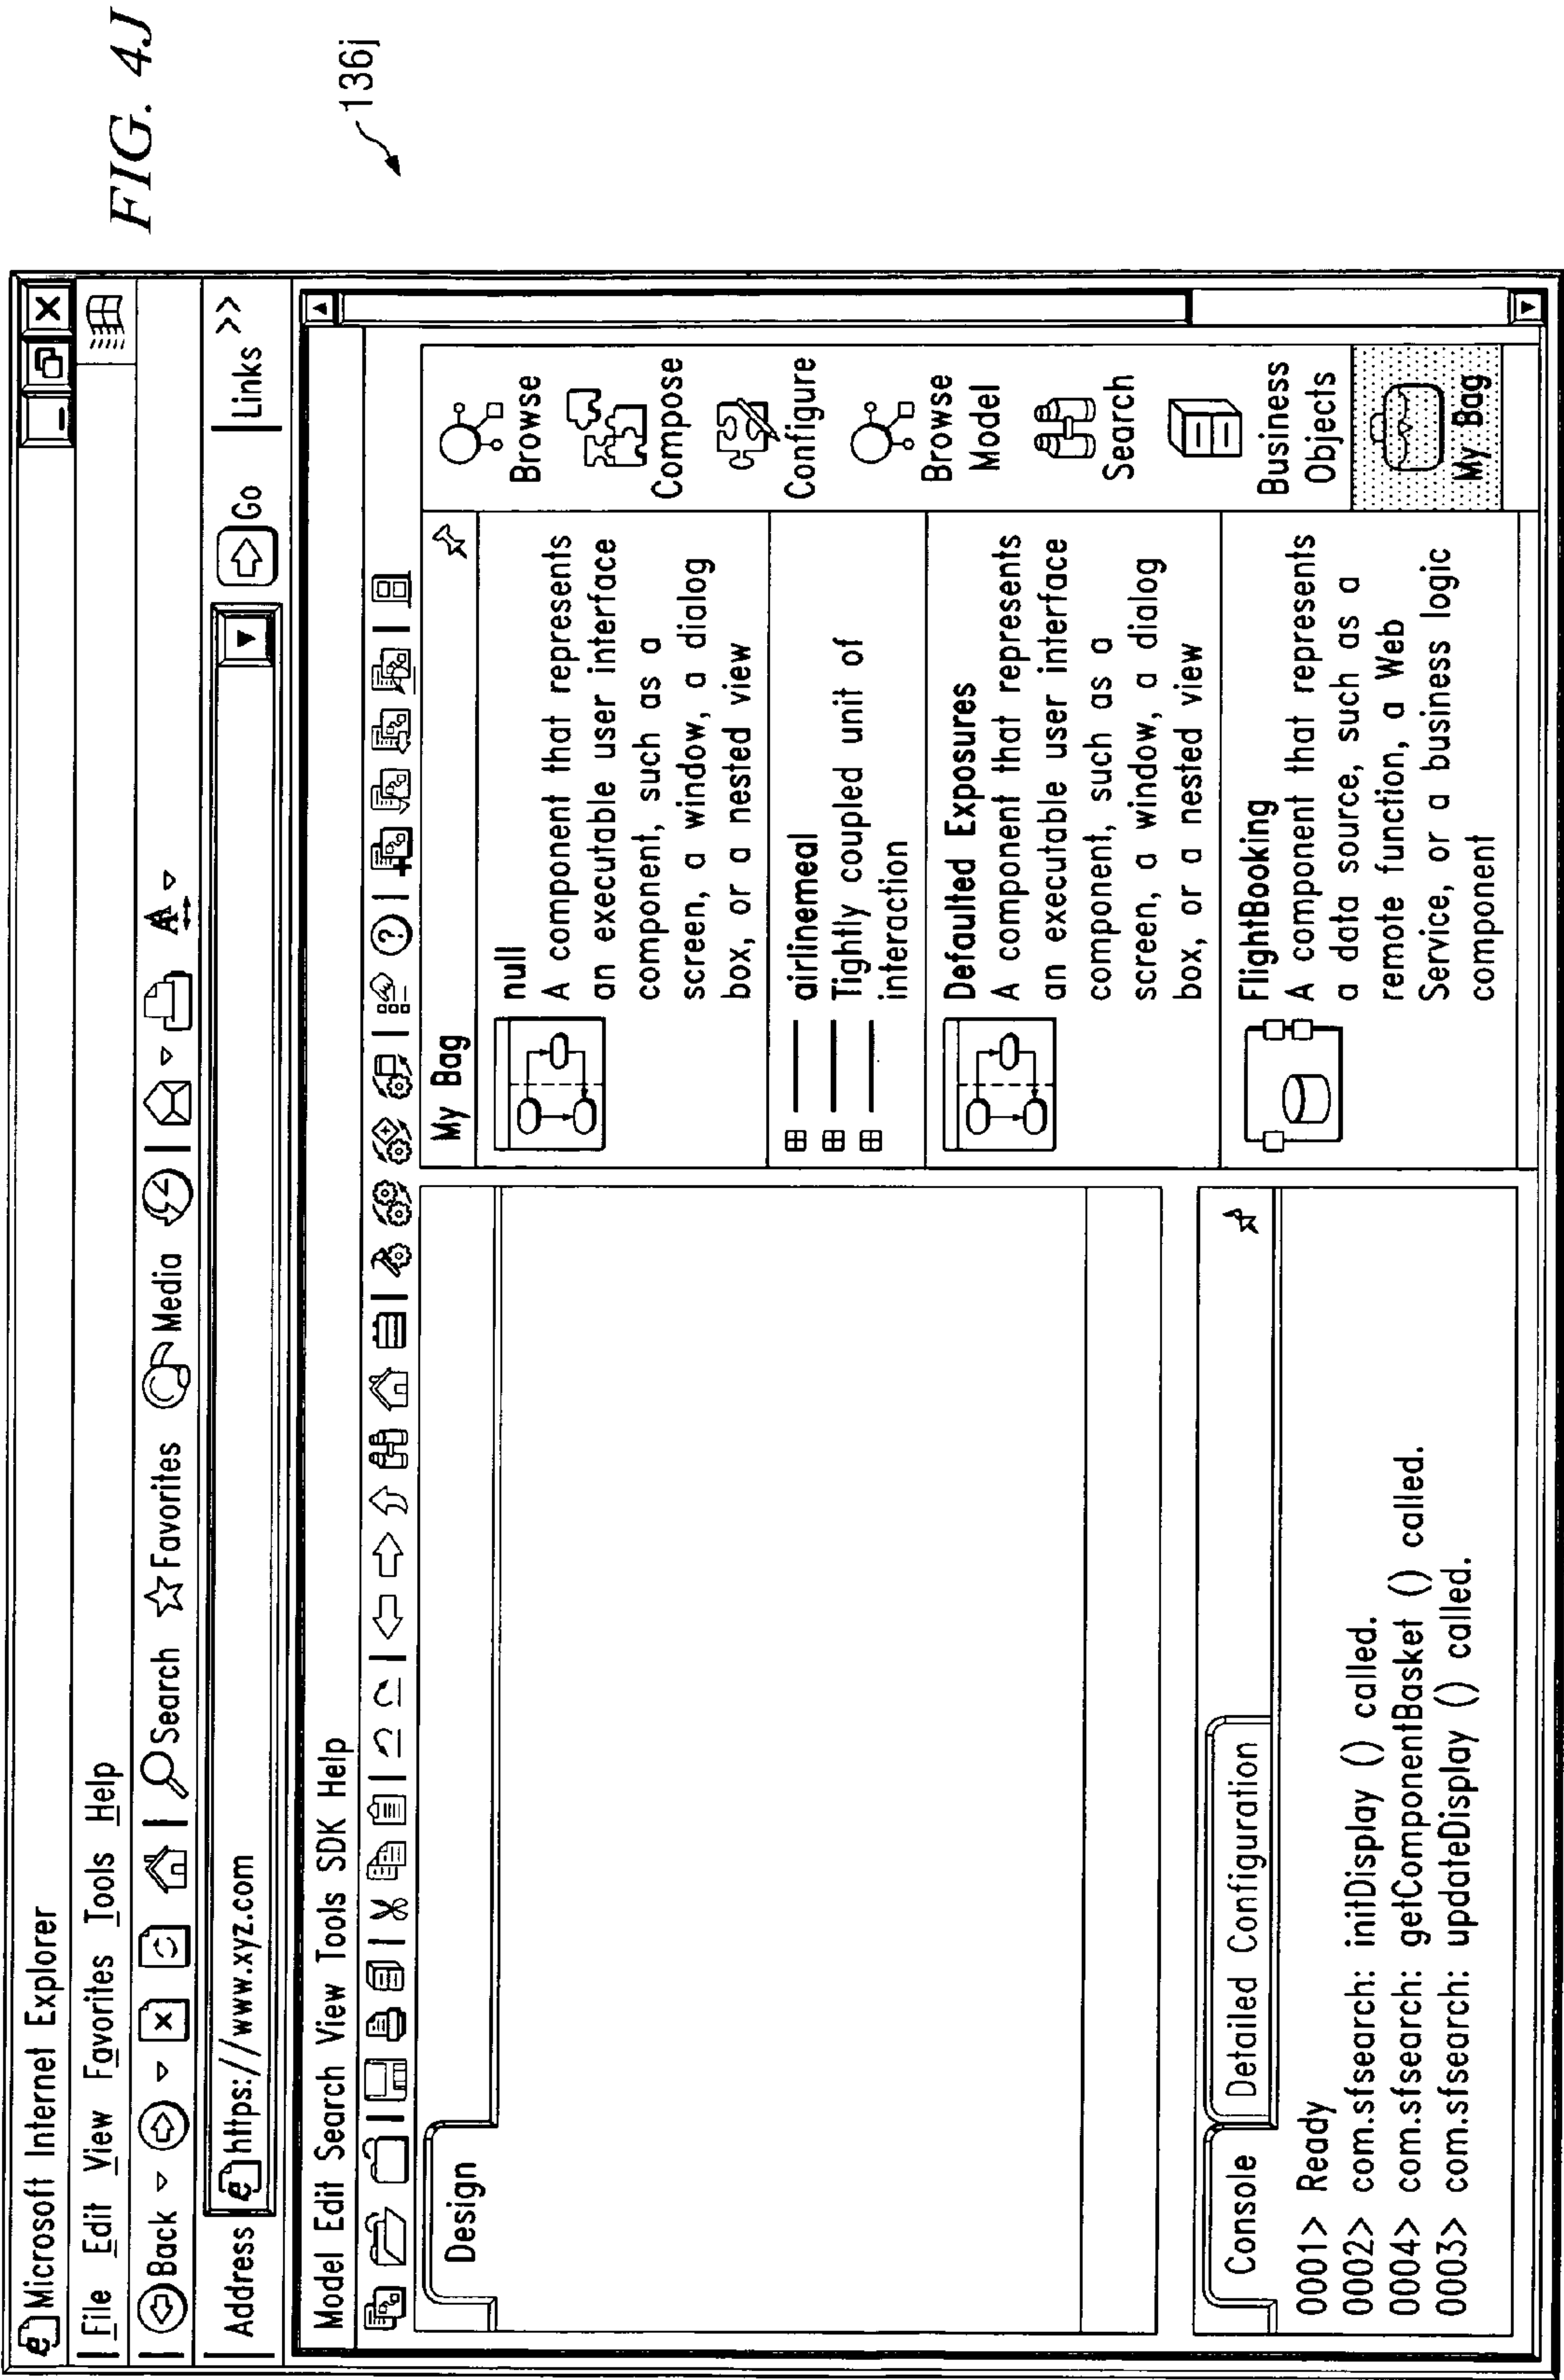 FIG. 4J
136j
Microsoft Internet Explorer
File Edit View Favorites Tools Help
Back Search Favorites Media
Address https://www.xyz.com Go Links >>
Model Edit Search View Tools SDK Help
Design
My Bag
null
A component that represents
an executable user interface
component, such as a
screen, a window, a dialog
box, or a nested view
airlinemeal
Tightly coupled unit of
interaction
Defaulted Exposures
A component that represents
an executable user interface
component, such as a
screen, a window, a dialog
box, or a nested view
FlightBooking
A component that represents
a data source, such as a
remote function, a Web
Service, or a business logic
component
Browse
Compose
Configure
Browse
Model
Search
Business
Objects
My Bag
Console Detailed Configuration
0001> Ready
0002> com.sfsearch: initDisplay () called.
0004> com.sfsearch: getComponentBasket () called.
0003> com.sfsearch: updateDisplay () called.